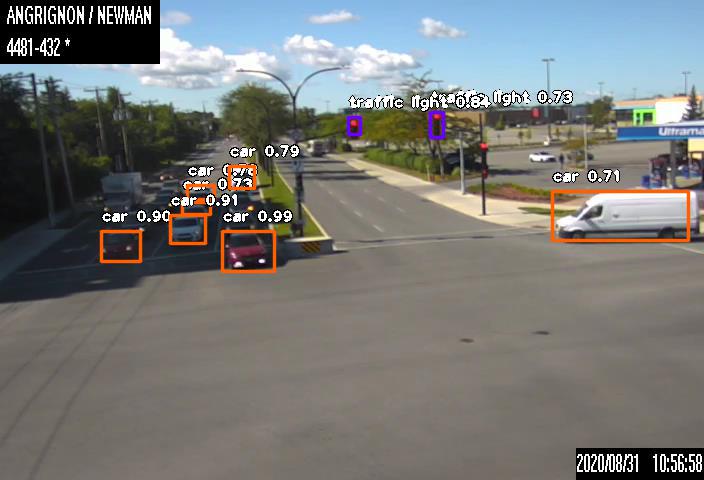 ANGRIGNON / NEWMAN
4481-432 *
traffic light 0.84
traffic light 0.73
car 0.79
car 0.73
car 0.91
car 0.90
car 0.99
car 0.71
Ultrama
2020/08/31 10:56:58